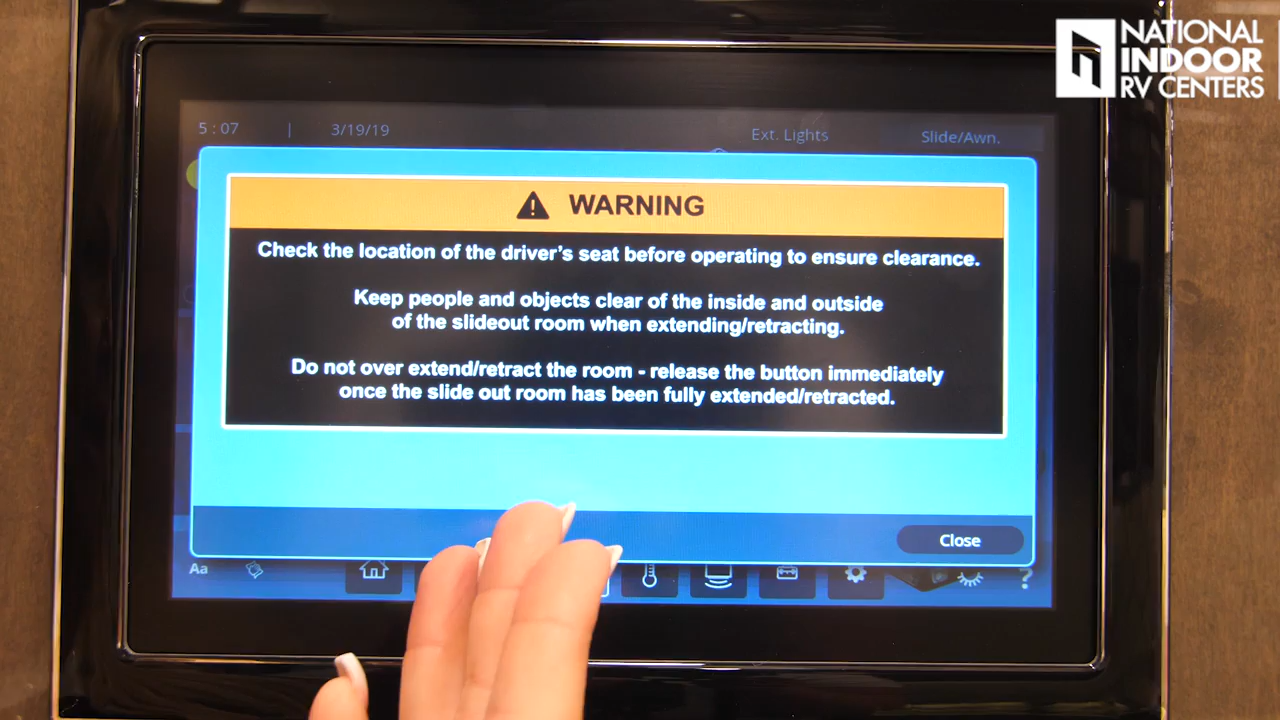 NATIONAL
INDOOR
RV CENTERS
5 : 07 | 3/19/19 Ext. Lights Slide/Awn.
WARNING
Check the location of the driver's seat before operating to ensure clearance.
Keep people and objects clear of the inside and outside
of the slideout room when extending/retracting.
Do not over extend/retract the room - release the button immediately
once the slide out room has been fully extended/retracted.
Close
Aa
?